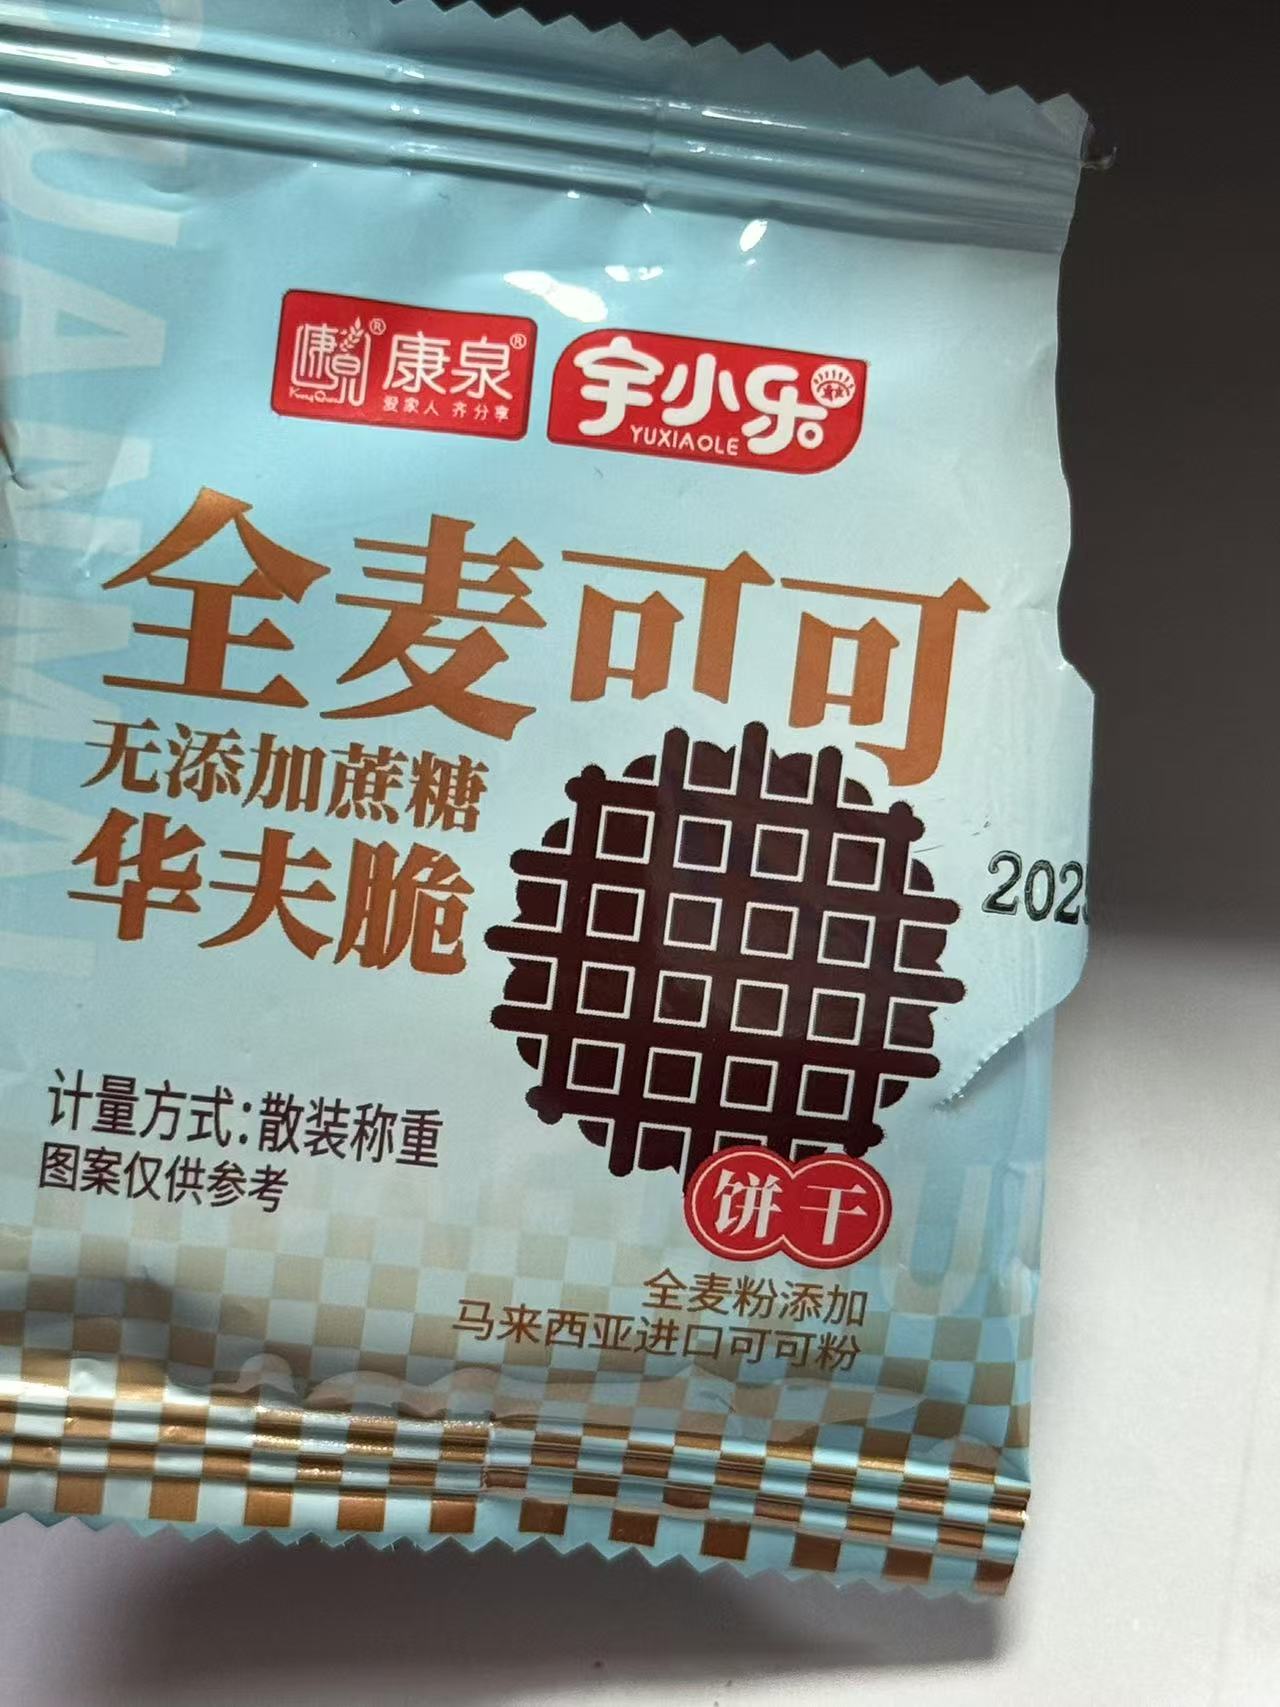 康泉®
爱家人 齐分享
宇小乐
YUXIAOLE
全麦可可
无添加蔗糖
华夫脆
202
计量方式:散装称重
图案仅供参考
饼干
全麦粉添加
马来西亚进口可可粉